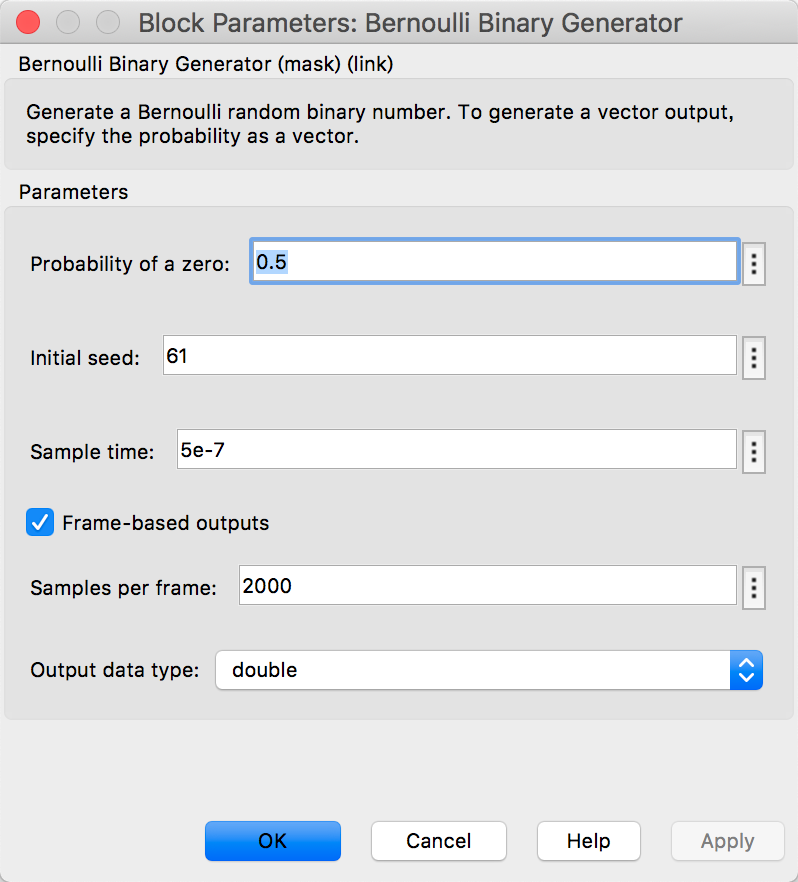 Block Parameters: Bernoulli Binary Generator
Bernoulli Binary Generator (mask) (link)
Generate a Bernoulli random binary number. To generate a vector output,
specify the probability as a vector.
Parameters
Probability of a zero: 0.5
Initial seed: 61
Sample time: 5e-7
Frame-based outputs
Samples per frame: 2000
Output data type: double
OK Cancel Help Apply